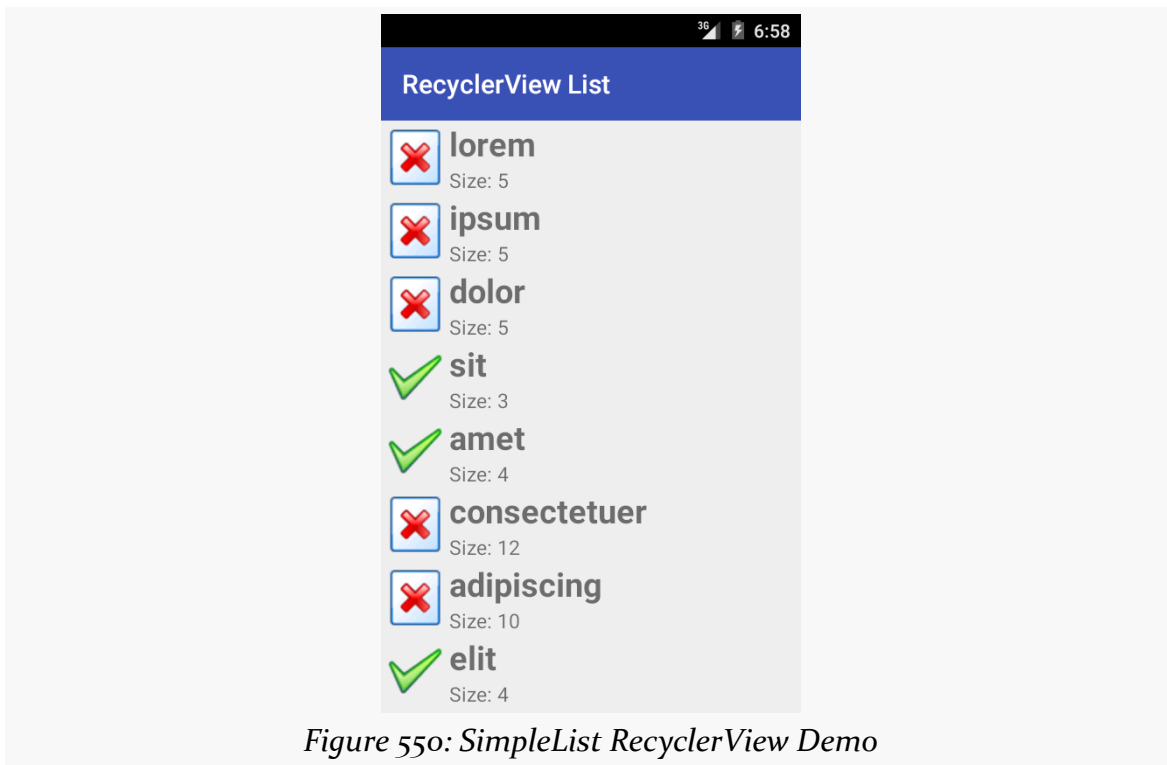 3G 6:58
RecyclerView List
lorem
Size: 5
ipsum
Size: 5
dolor
Size: 5
sit
Size: 3
amet
Size: 4
consectetuer
Size: 12
adipiscing
Size: 10
elit
Size: 4
Figure 550: SimpleList RecyclerView Demo